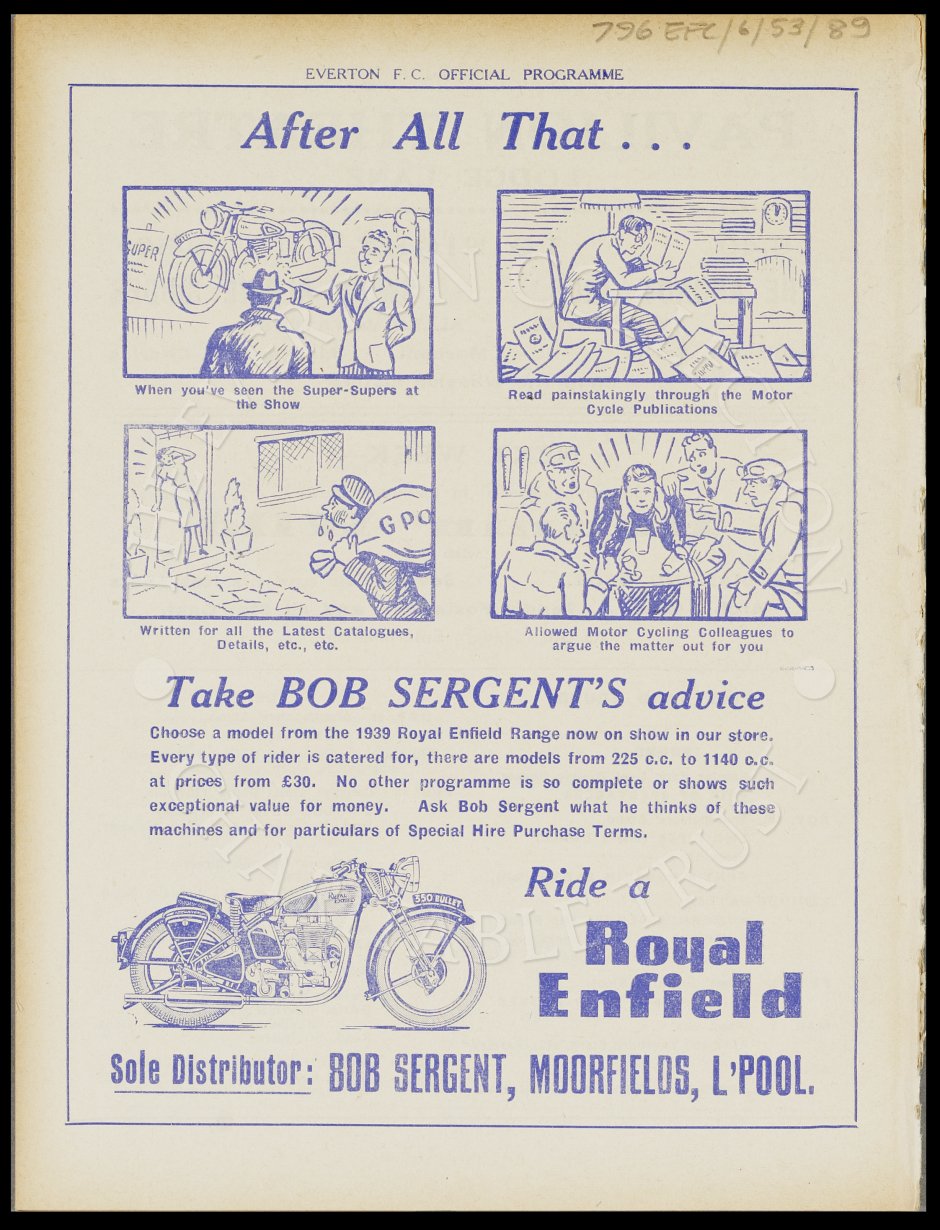 796 EFC/6/53/89
EVERTON F.C. OFFICIAL PROGRAMME
After All That . . .
SUPER
When you've seen the Super-Supers at
the Show
Read painstakingly through the Motor
Cycle Publications
GPO
Written for all the Latest Catalogues,
Details, etc., etc.
Allowed Motor Cycling Colleagues to
argue the matter out for you
Take BOB SERGENT'S advice
Choose a model from the 1939 Royal Enfield Range now on show in our store.
Every type of rider is catered for, there are models from 225 c.c. to 1140 c.c.
at prices from £30. No other programme is so complete or shows such
exceptional value for money. Ask Bob Sergent what he thinks of these
machines and for particulars of Special Hire Purchase Terms.
ROYAL
ENFIELD
350 BULLET
Ride a
Royal
Enfield
Sole Distributor: BOB SERGENT, MOORFIELDS, L'POOL.
EVERTON COLLECTION
CHARITABLE TRUST